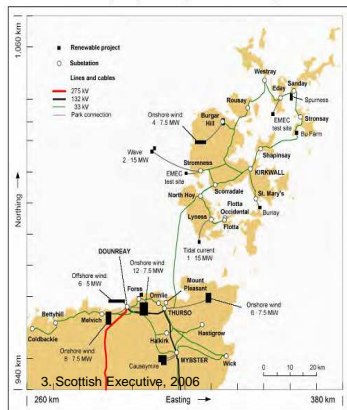 1,060 km
Northing
940 km
Renewable project
Substation
Lines and cables
275 kV
132 kV
33 kV
Park connection
Westray
Sanday
Eday
Spurness
Rousay
EMEC
test site
Stronsay
Onshore wind
4 7.5 MW
Burgar
Hill
Bu Farm
Shapinsay
Wave
2 15 MW
Stromness
EMEC
test site
KIRKWALL
Scorradale
North Hoy
St. Mary's
Lyness
Flotta
Occidental
Burray
Flotta
Tidal current
1 15 MW
DOUNREAY
Onshore wind
12 7.5 MW
Mount
Pleasant
Offshore wind
6 5 MW
Forss
Ormlie
THURSO
Bettyhill
Melvich
Onshore wind
6 7.5 MW
Coldbackie
Hastigrow
Halkirk
Onshore wind
8 7.5 MW
Causeymire
MYBSTER
Wick
0 10 20 km
3. Scottish Executive, 2006
260 km
Easting
380 km